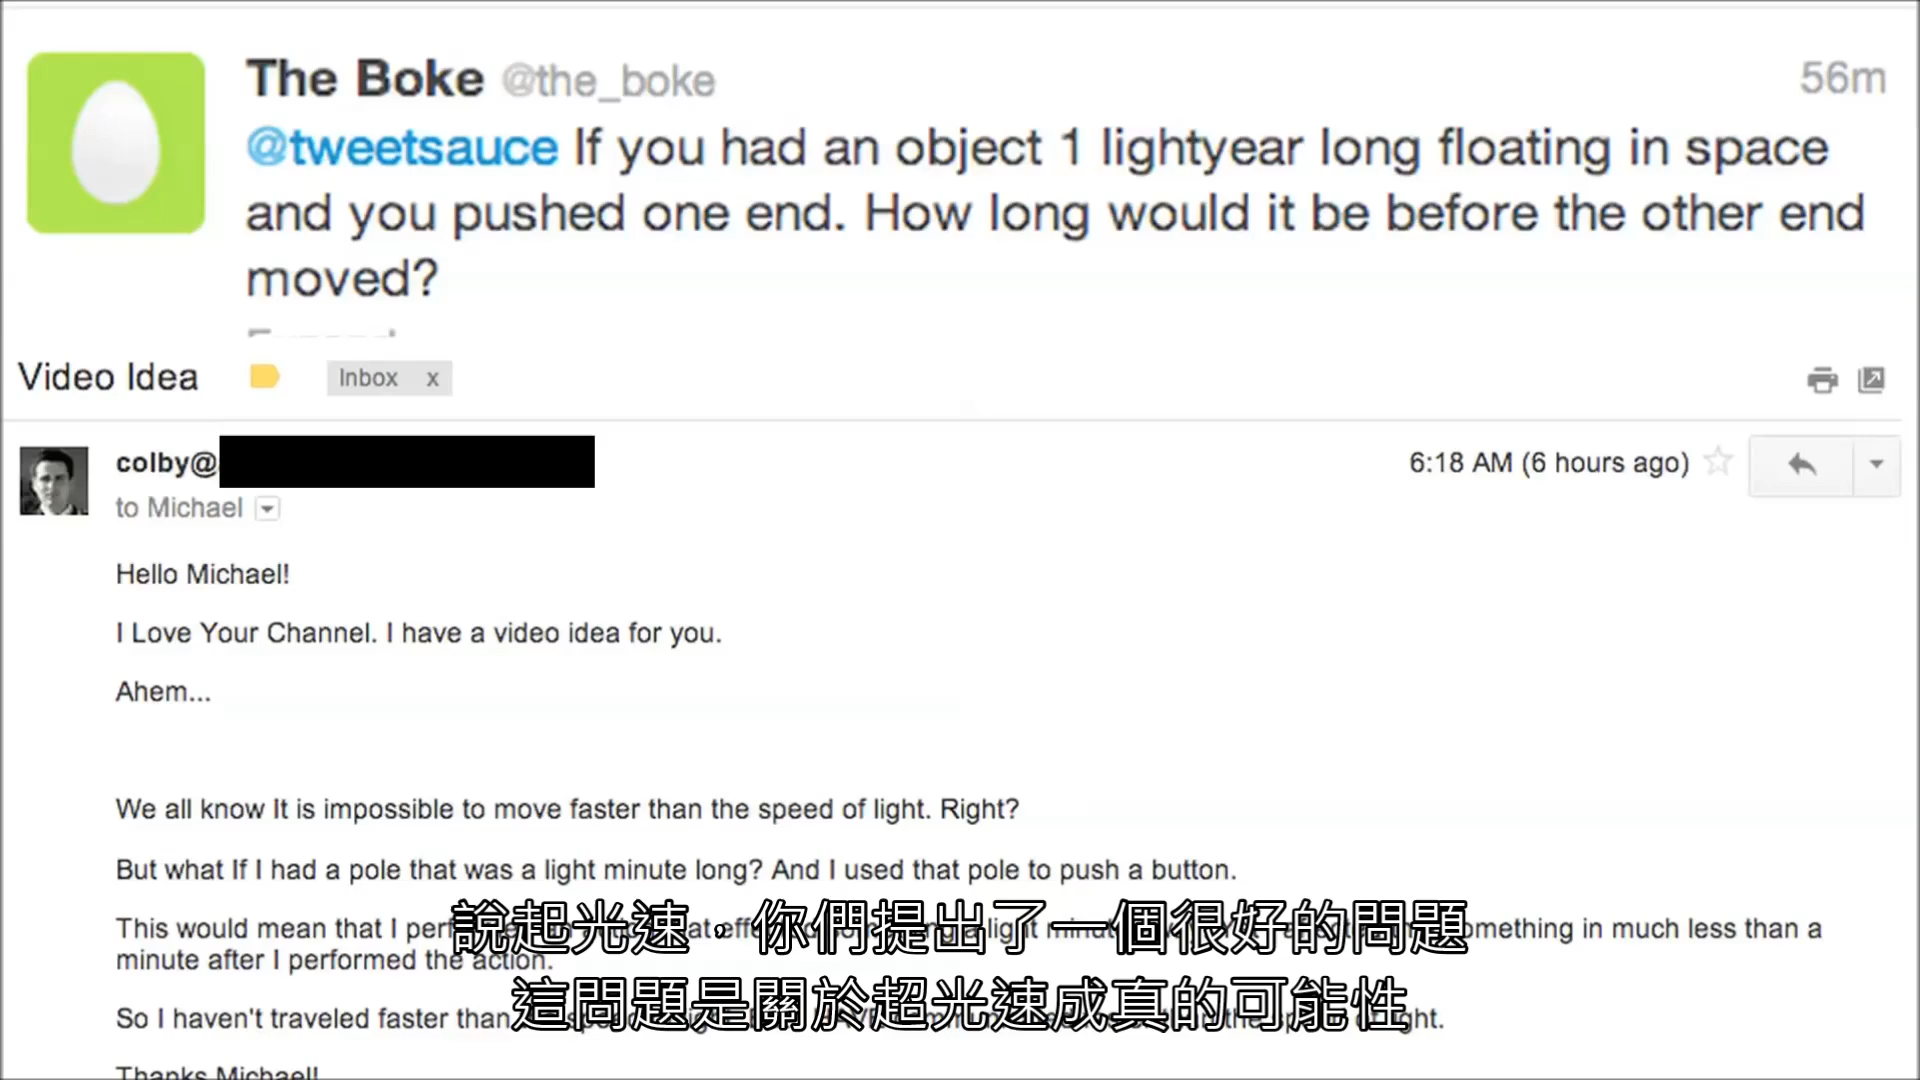 The Boke @the_boke 56m
@tweetsauce If you had an object 1 lightyear long floating in space
and you pushed one end. How long would it be before the other end
moved?
Video Idea Inbox x
colby@ 6:18 AM (6 hours ago)
to Michael
Hello Michael!
I Love Your Channel. I have a video idea for you.
Ahem...
We all know It is impossible to move faster than the speed of light. Right?
But what If I had a pole that was a light minute long? And I used that pole to push a button.
This would mean that I light something in much less than a
minute after I performed the action.
So I haven't traveled faster than the light.
Thanks Michael!
說起光速，你們提出了一個很好的問題
這問題是關於超光速成真的可能性